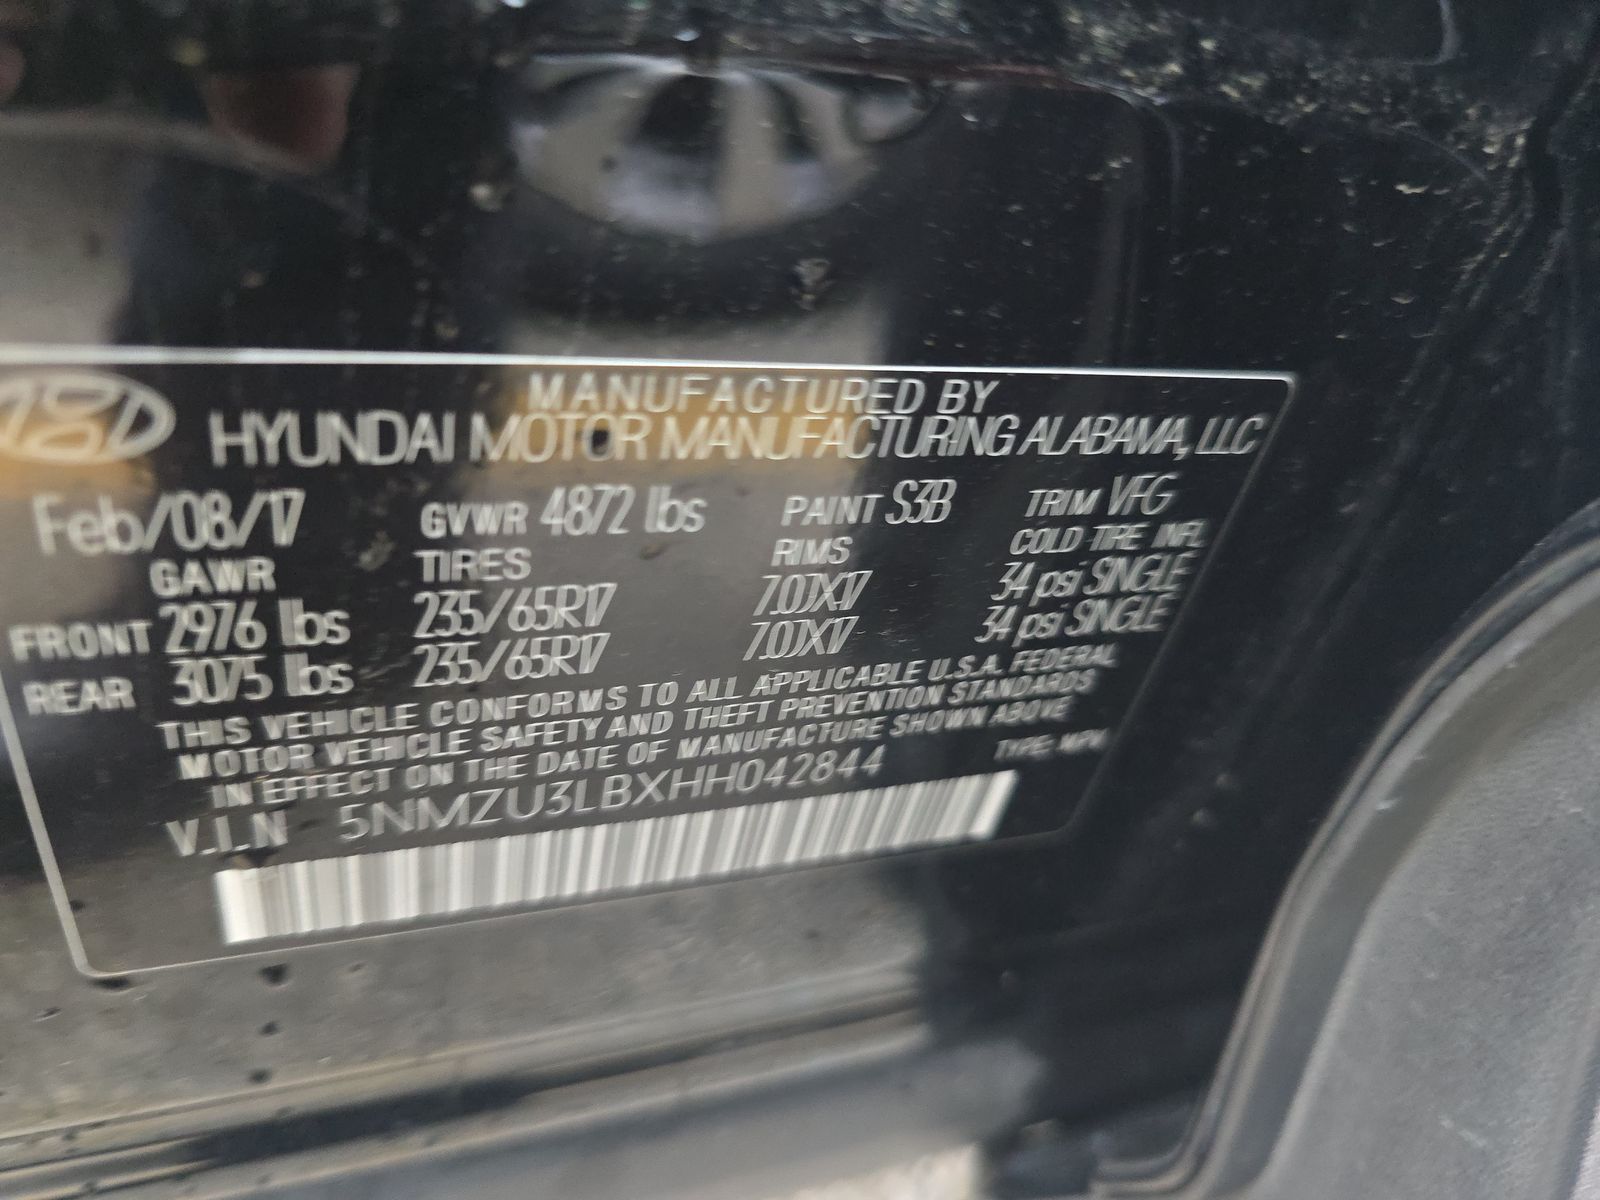 MANUFACTURED BY
HYUNDAI MOTOR MANUFACTURING ALABAMA, LLC
Feb/08/17 GVWR 4872 lbs PAINT S3B TRIM VFG
GAWR TIRES RIMS COLD TIRE INFL
FRONT 2976 lbs 235/65R17 7.0JX17 34 psi SINGLE
REAR 3075 lbs 235/65R17 7.0JX17 34 psi SINGLE
THIS VEHICLE CONFORMS TO ALL APPLICABLE U.S.A. FEDERAL
MOTOR VEHICLE SAFETY AND THEFT PREVENTION STANDARDS
IN EFFECT ON THE DATE OF MANUFACTURE SHOWN ABOVE
V.I.N 5NMZU3LBXHH042844 TYPE: MPV